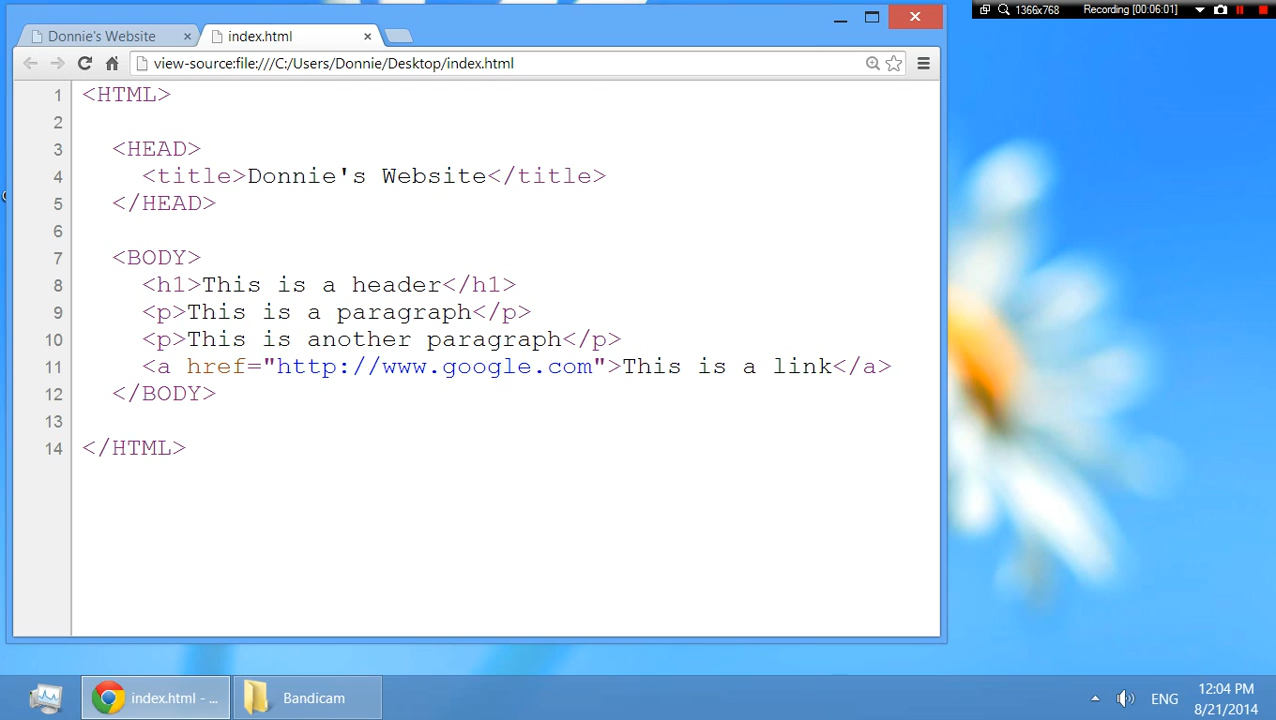 1366x768
Recording [00:06:01]
Donnie's Website
index.html
view-source:file:///C:/Users/Donnie/Desktop/index.html
1 <HTML>
2
3 <HEAD>
4 <title>Donnie's Website</title>
5 </HEAD>
6
7 <BODY>
8 <h1>This is a header</h1>
9 <p>This is a paragraph</p>
10 <p>This is another paragraph</p>
11 <a href="http://www.google.com">This is a link</a>
12 </BODY>
13
14 </HTML>
index.html - ...
Bandicam
ENG
12:04 PM
8/21/2014